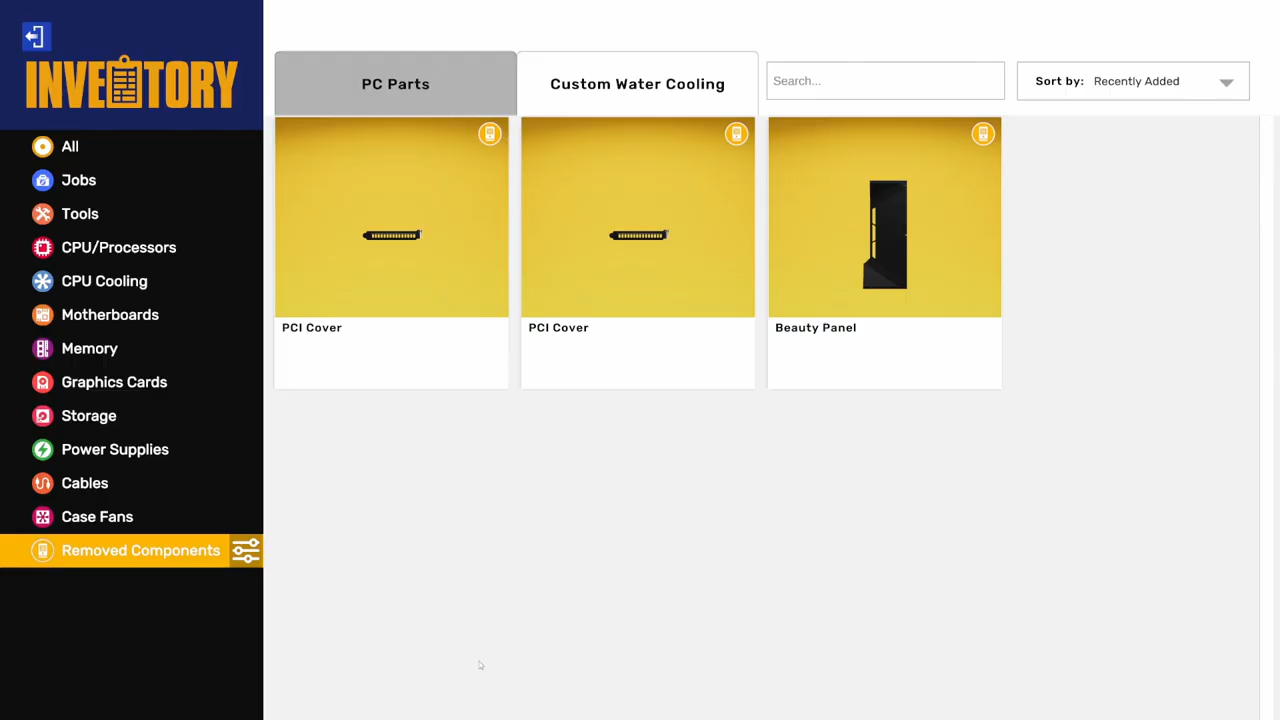 INVENTORY
All
Jobs
Tools
CPU/Processors
CPU Cooling
Motherboards
Memory
Graphics Cards
Storage
Power Supplies
Cables
Case Fans
Removed Components
PC Parts
Custom Water Cooling
Search...
Sort by: Recently Added
PCI Cover
PCI Cover
Beauty Panel